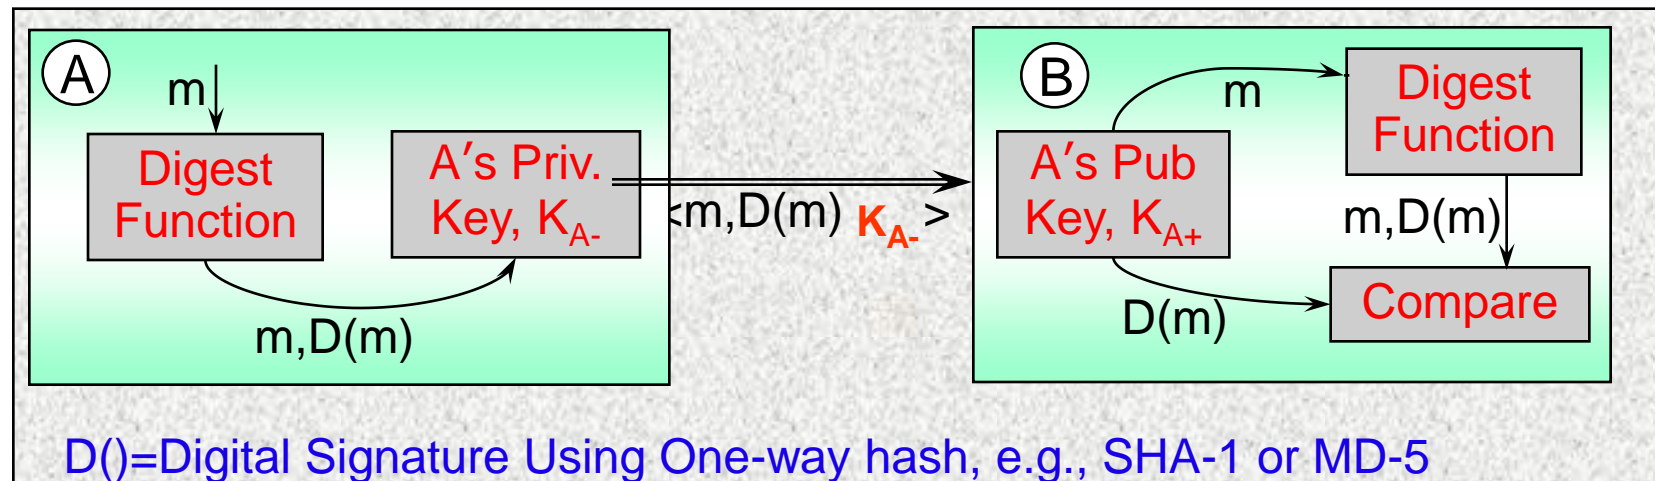 A
m
Digest
Function
m,D(m)
A′s Priv.
Key, KA-
<m,D(m) KA- >
B
A′s Pub
Key, KA+
m
Digest
Function
m,D(m)
D(m)
Compare
D()=Digital Signature Using One-way hash, e.g., SHA-1 or MD-5